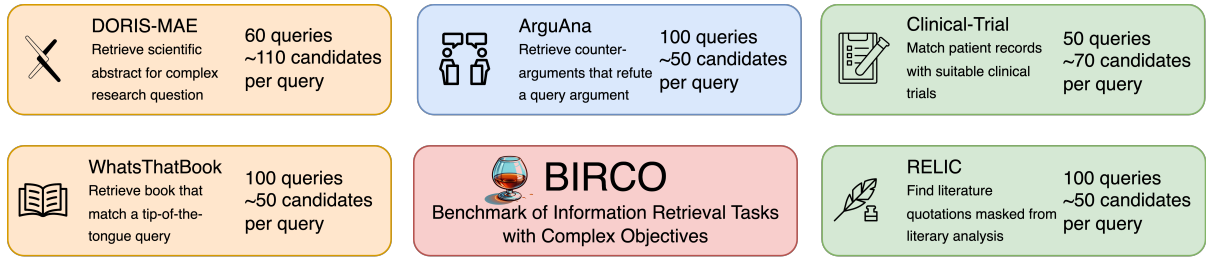 DORIS-MAE
Retrieve scientific
abstract for complex
research question
60 queries
~110 candidates
per query
ArguAna
Retrieve counter-
arguments that refute
a query argument
100 queries
~50 candidates
per query
Clinical-Trial
Match patient records
with suitable clinical
trials
50 queries
~70 candidates
per query
WhatsThatBook
Retrieve book that
match a tip-of-the-
tongue query
100 queries
~50 candidates
per query
BIRCO
Benchmark of Information Retrieval Tasks
with Complex Objectives
RELIC
Find literature
quotations masked from
literary analysis
100 queries
~50 candidates
per query